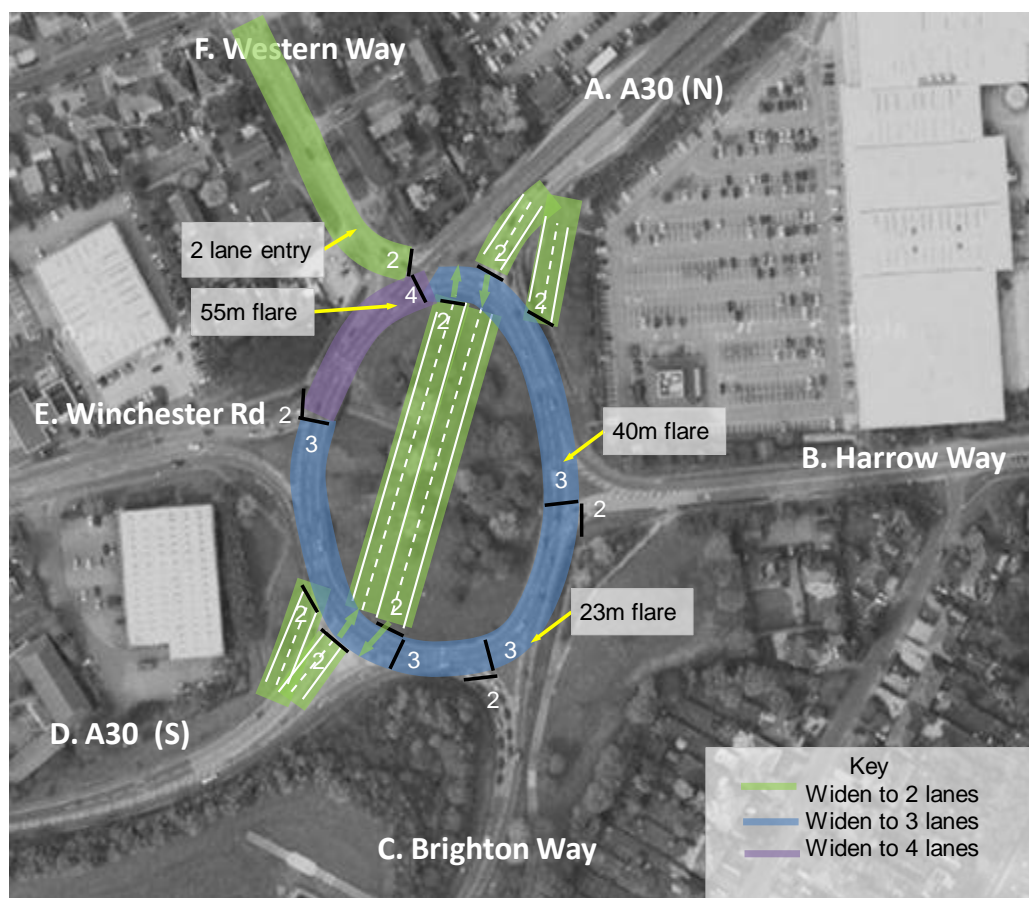 F. Western Way
A. A30 (N)
2 lane entry
2
2
55m flare
4
2
2
E. Winchester Rd
2
3
40m flare
B. Harrow Way
3
2
2
2
2
23m flare
3
3
2
D. A30 (S)
C. Brighton Way
Key
Widen to 2 lanes
Widen to 3 lanes
Widen to 4 lanes